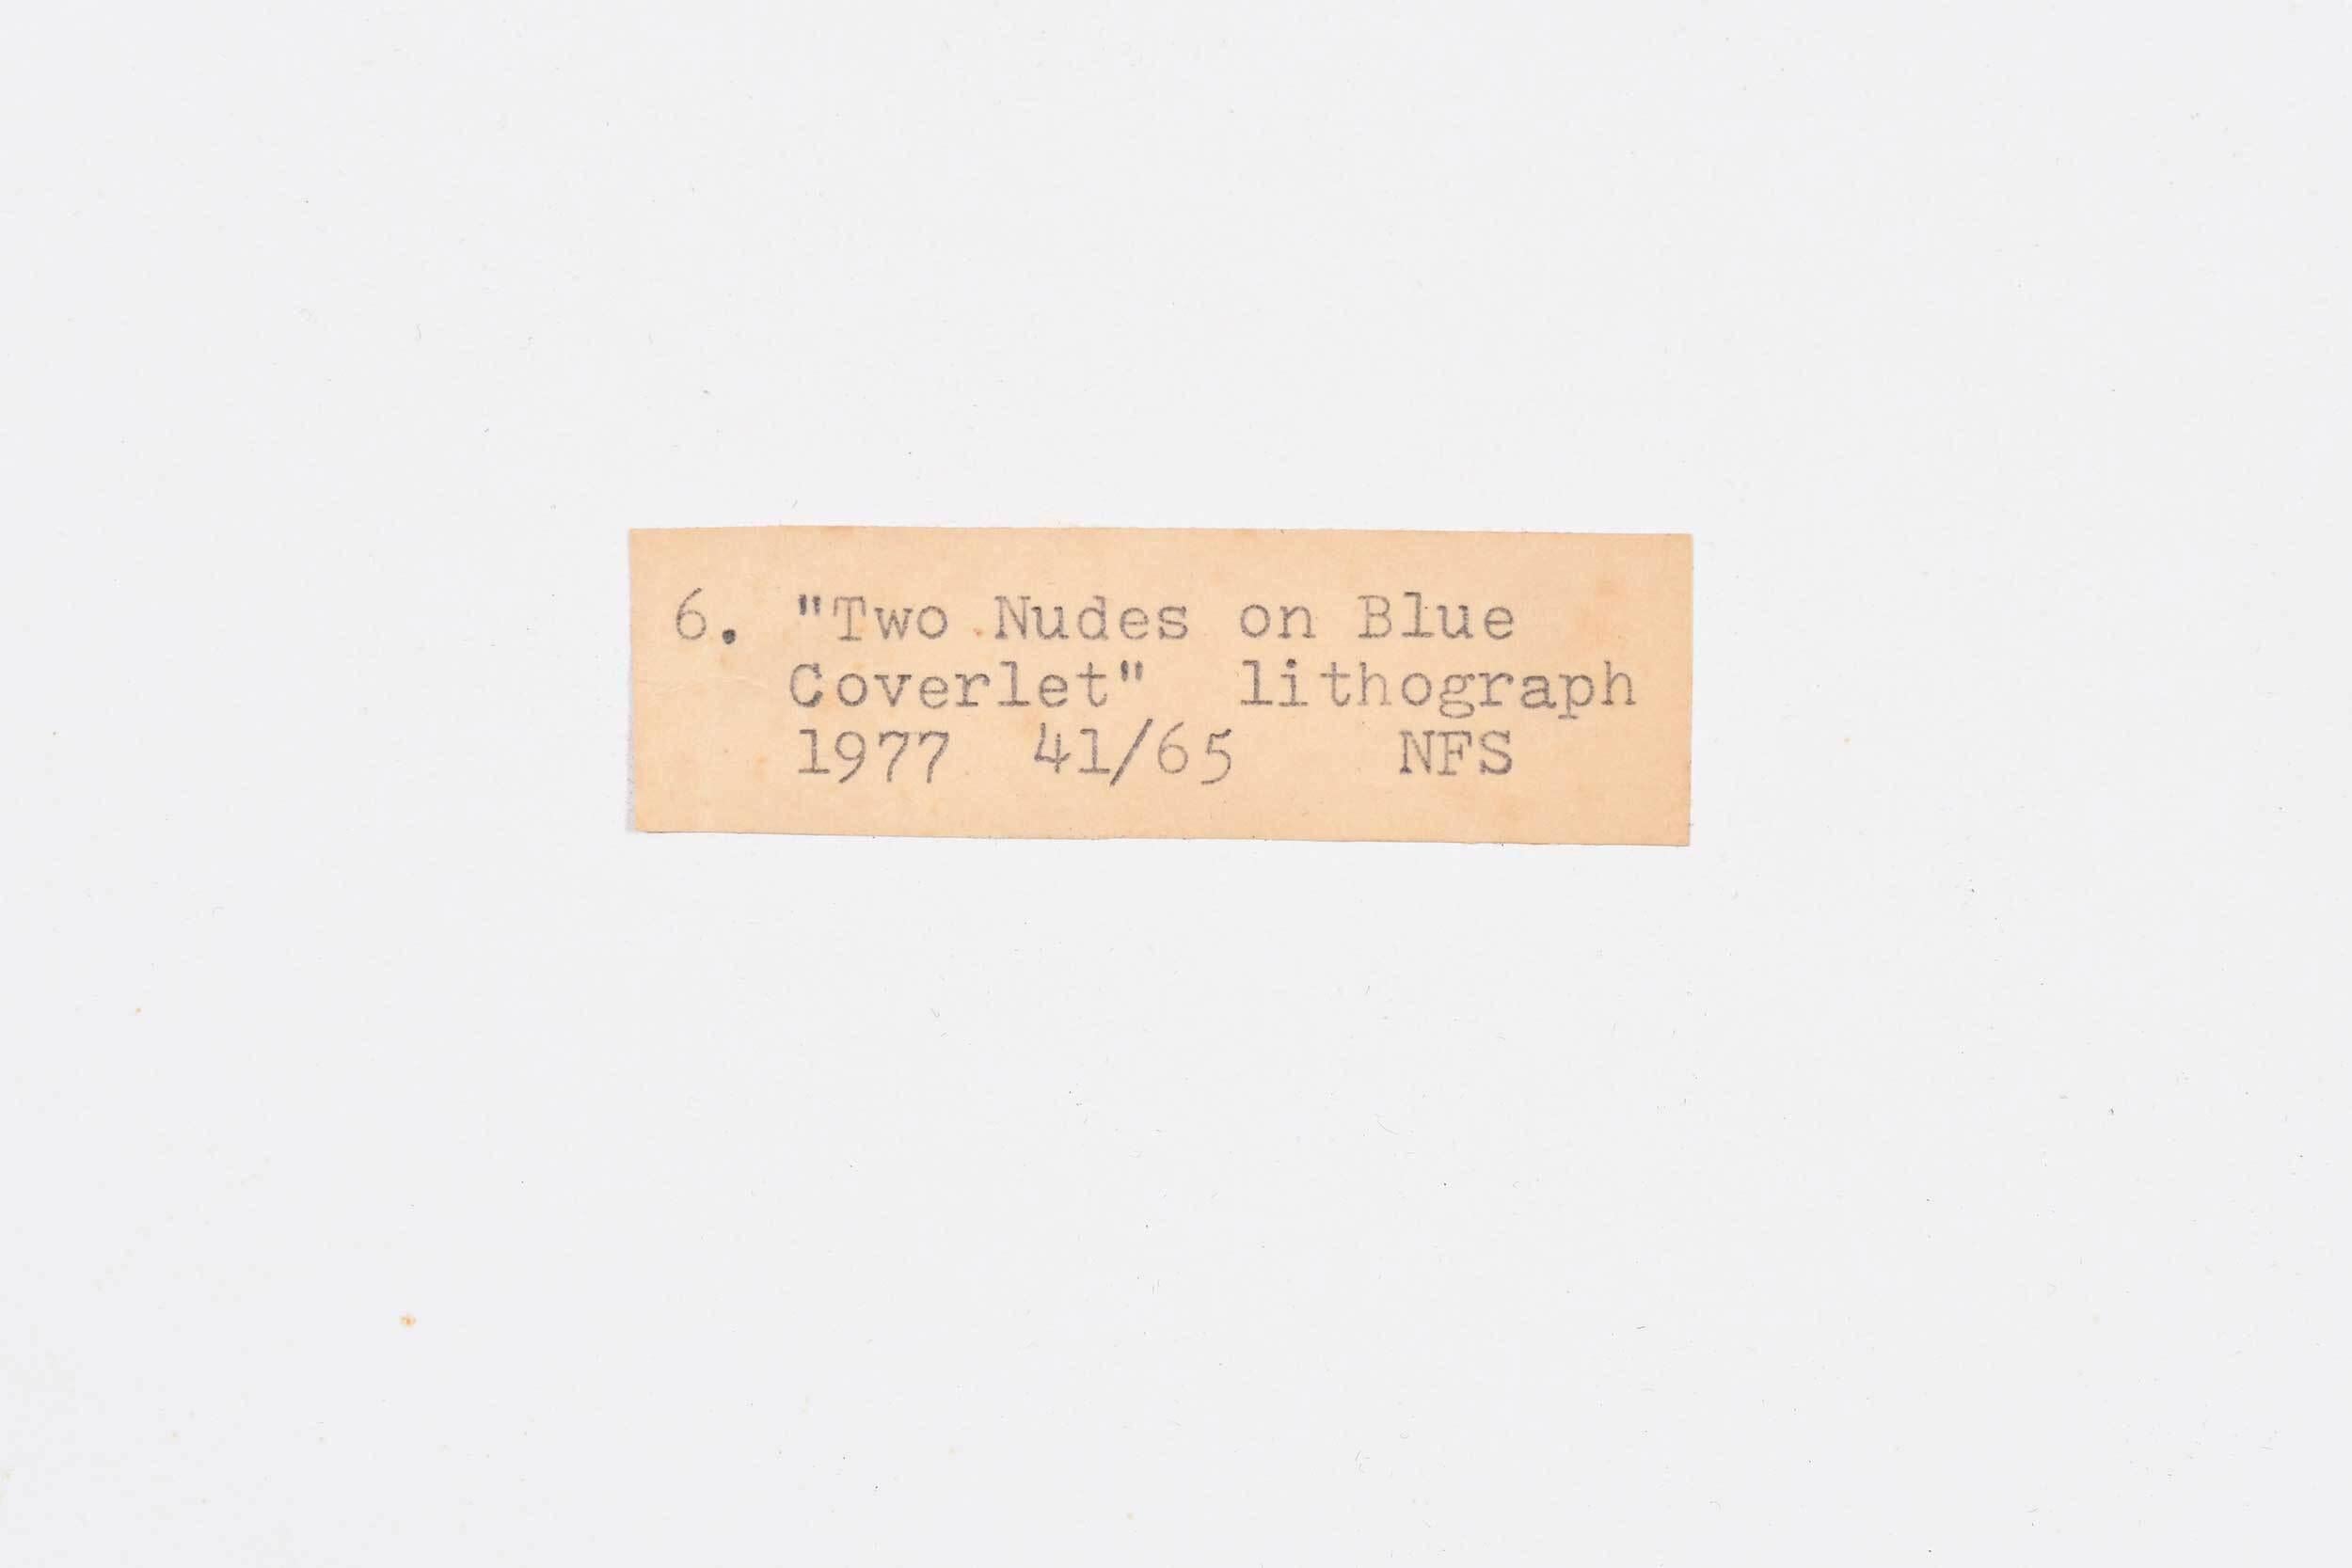 6. "Two Nudes on Blue
Coverlet" lithograph
1977 41/65 NFS